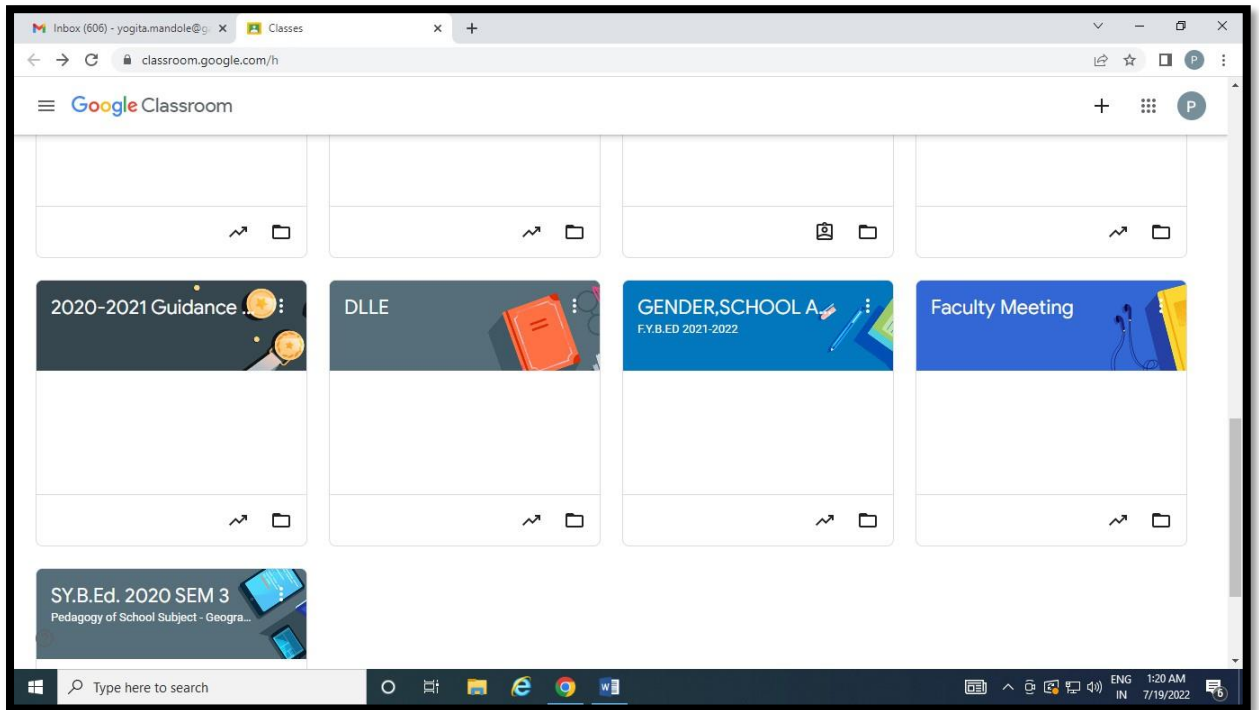 Inbox (606) - yogita.mandole@g
Classes
classroom.google.com/h
P
Google Classroom
P
2020-2021 Guidance ...
DLLE
GENDER,SCHOOL A...
F.Y.B.ED 2021-2022
Faculty Meeting
SY.B.Ed. 2020 SEM 3
Pedagogy of School Subject - Geogra...
Type here to search
ENG
IN
1:20 AM
7/19/2022
6